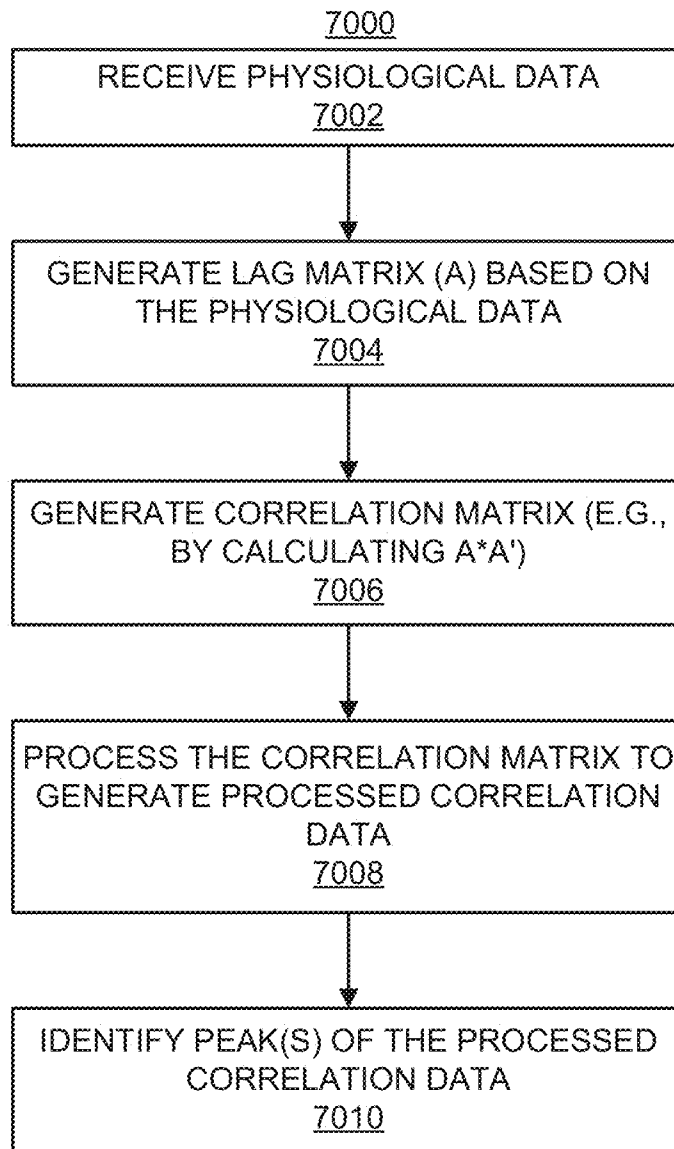 7000
RECEIVE PHYSIOLOGICAL DATA
7002
GENERATE LAG MATRIX (A) BASED ON
THE PHYSIOLOGICAL DATA
7004
GENERATE CORRELATION MATRIX (E.G.,
BY CALCULATING A*A')
7006
PROCESS THE CORRELATION MATRIX TO
GENERATE PROCESSED CORRELATION
DATA
7008
IDENTIFY PEAK(S) OF THE PROCESSED
CORRELATION DATA
7010